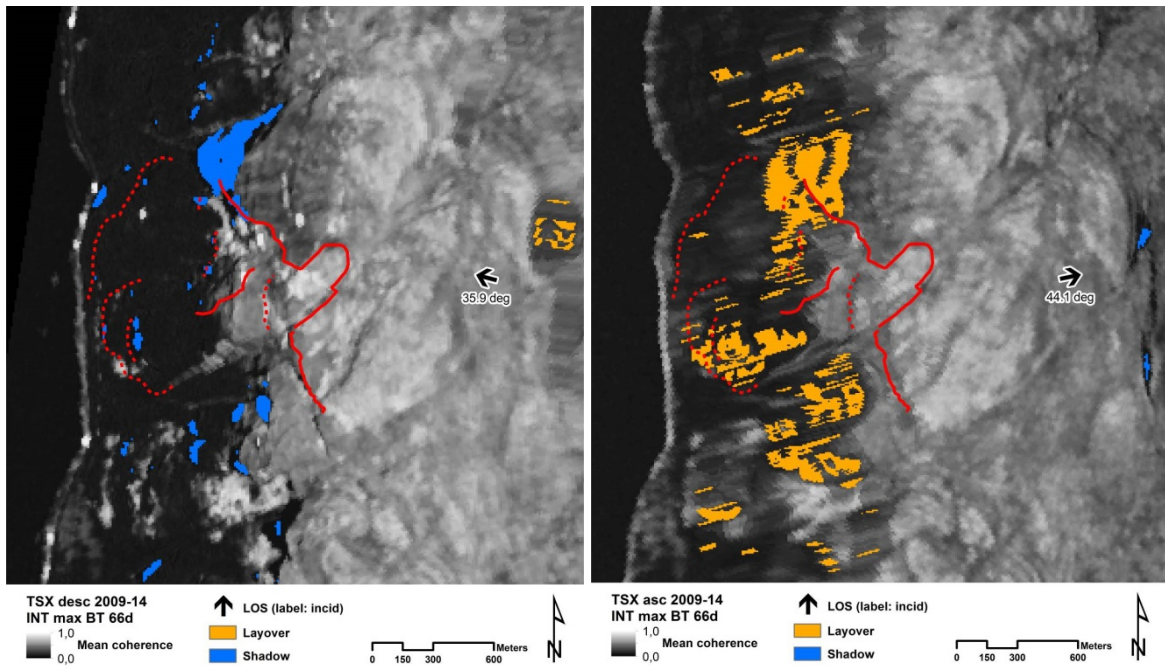 35.9 deg
44.1 deg
TSX desc 2009-14
INT max BT 66d
1,0
0,0
Mean coherence
LOS (label: incid)
Layover
Shadow
Meters
0 150 300 600
N
TSX asc 2009-14
INT max BT 66d
1,0
0,0
Mean coherence
LOS (label: incid)
Layover
Shadow
Meters
0 150 300 600
N